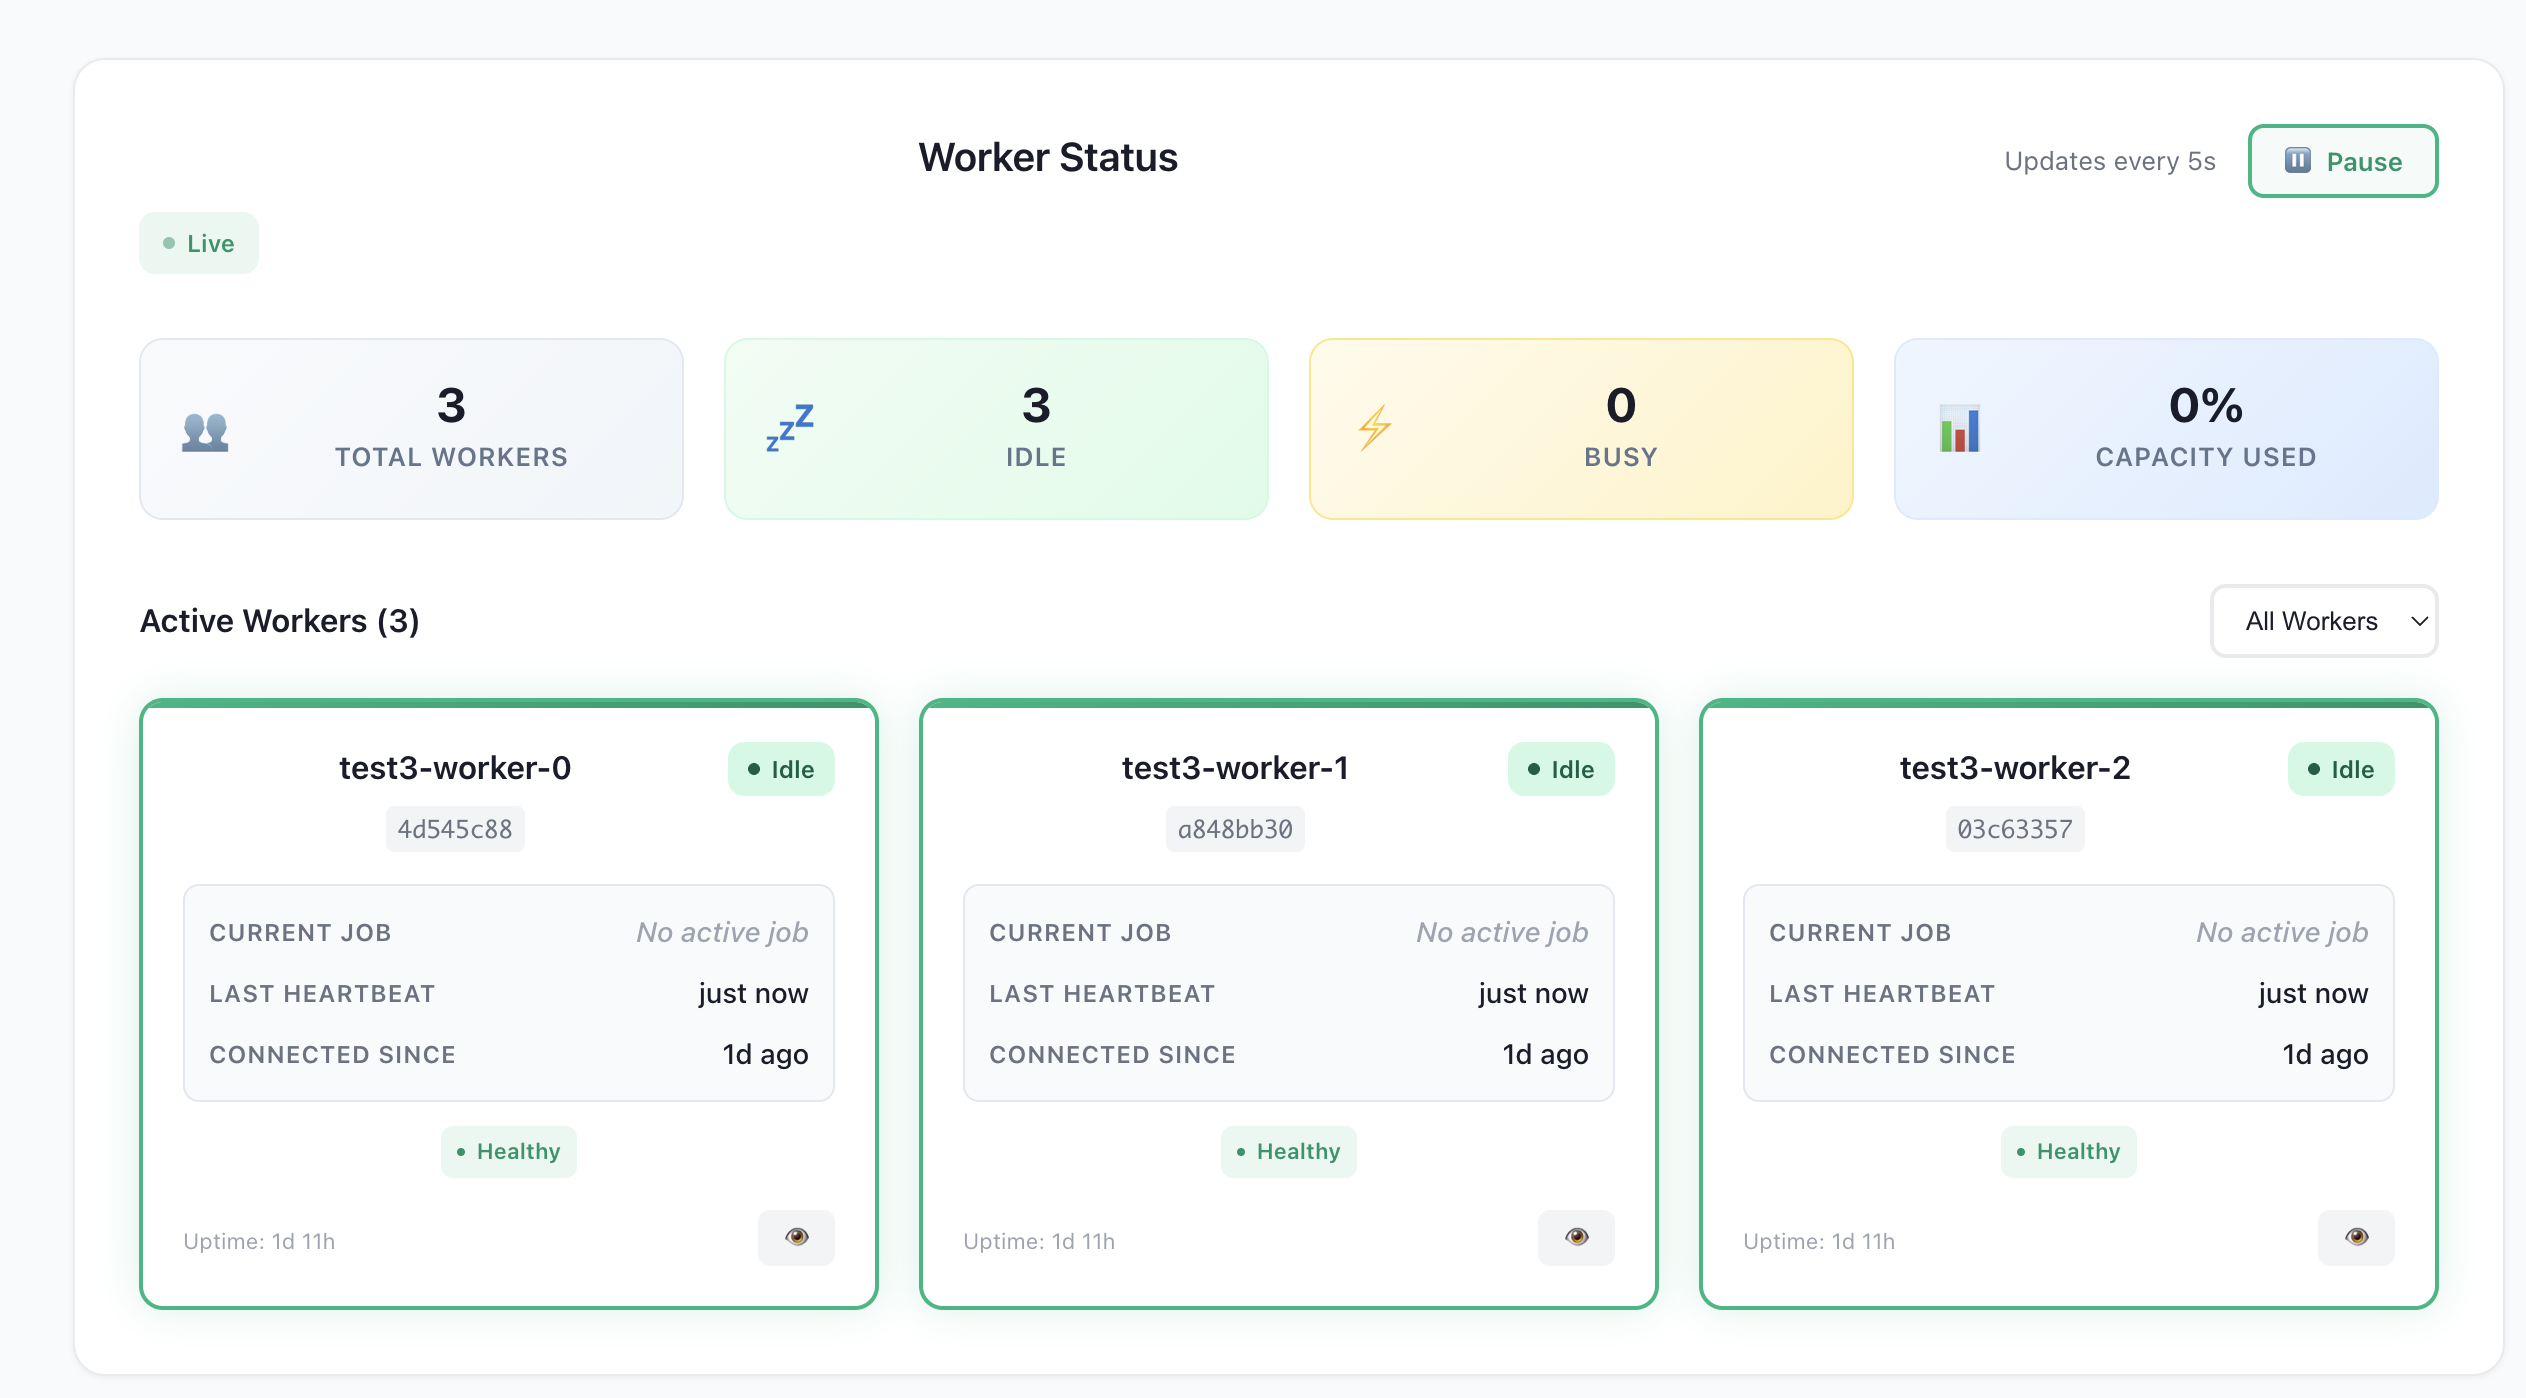 Worker Status
Updates every 5s
Pause
Live
3
TOTAL WORKERS
3
IDLE
0
BUSY
0%
CAPACITY USED
Active Workers (3)
All Workers
test3-worker-0
Idle
4d545c88
CURRENT JOB No active job
LAST HEARTBEAT just now
CONNECTED SINCE 1d ago
Healthy
Uptime: 1d 11h
test3-worker-1
Idle
a848bb30
CURRENT JOB No active job
LAST HEARTBEAT just now
CONNECTED SINCE 1d ago
Healthy
Uptime: 1d 11h
test3-worker-2
Idle
03c63357
CURRENT JOB No active job
LAST HEARTBEAT just now
CONNECTED SINCE 1d ago
Healthy
Uptime: 1d 11h